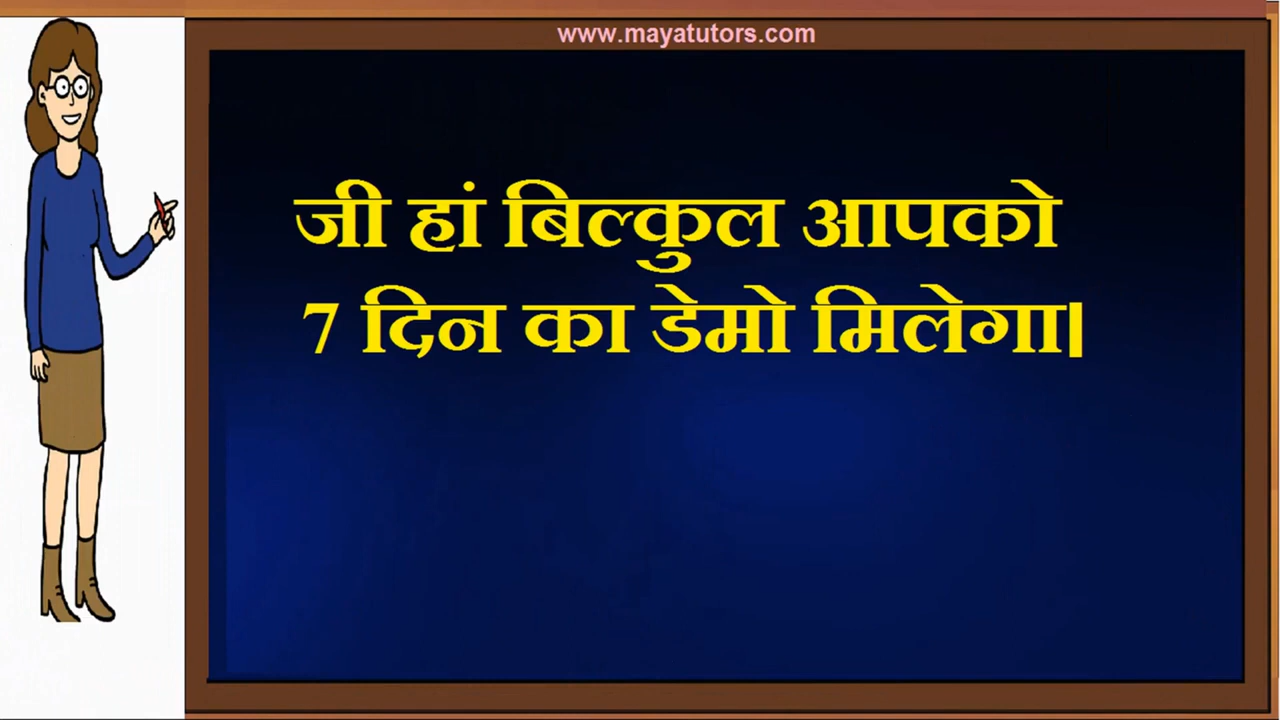 www.mayatutors.com
जी हां बिल्कुल आपको
7 दिन का डेमो मिलेगा।